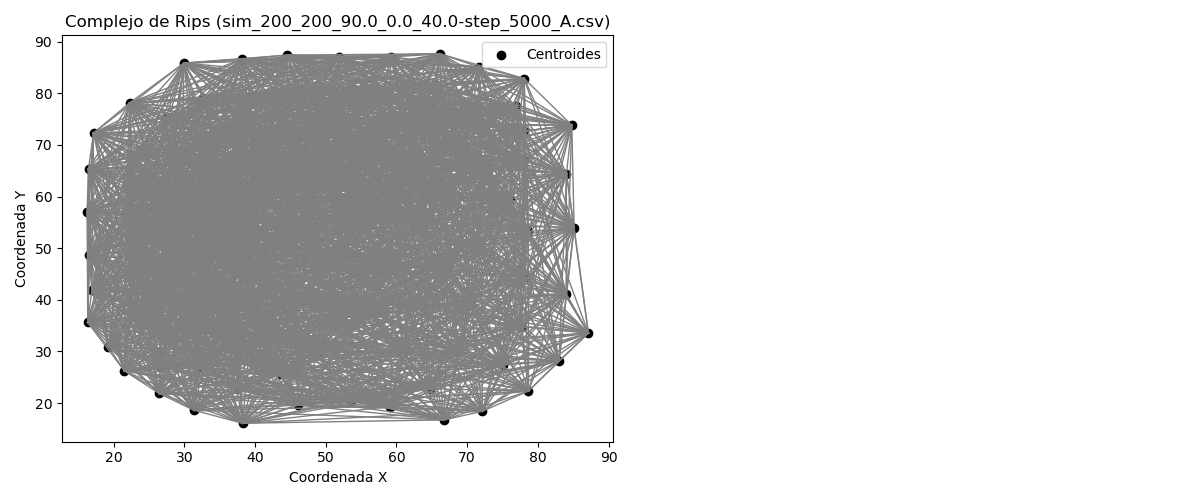 Complejo de Rips (sim_200_200_90.0_0.0_40.0-step_5000_A.csv)
Centroides
90
80
70
60
50
40
30
20
Coordenada Y
20 30 40 50 60 70 80 90
Coordenada X